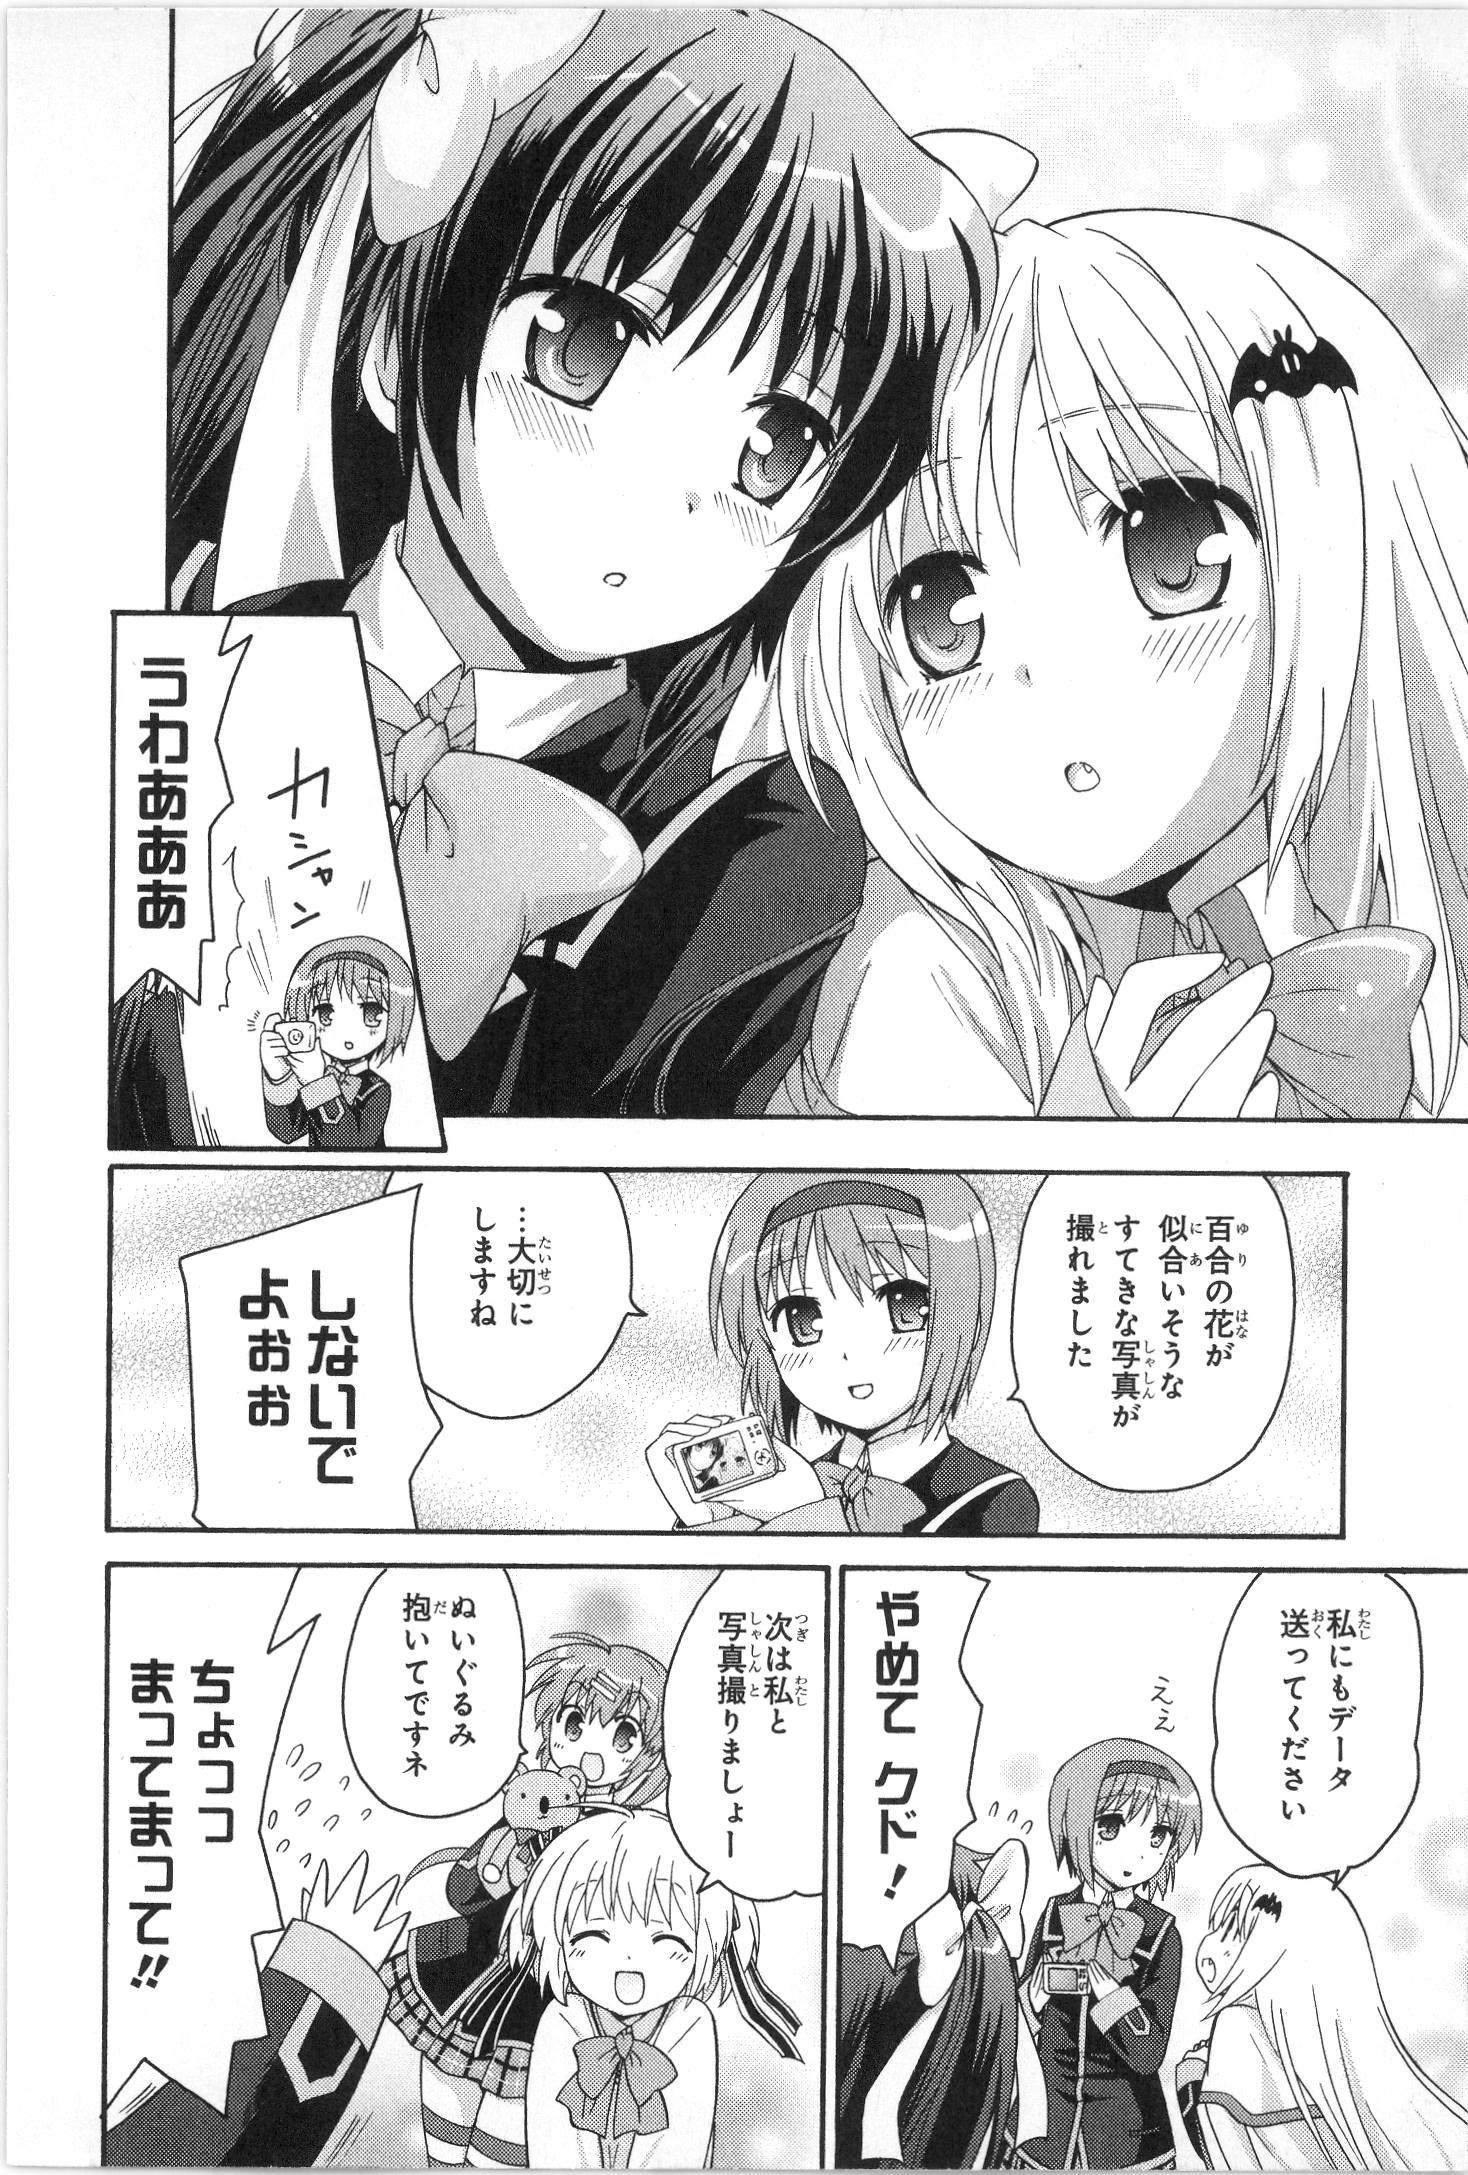 カシャン
うわあああ
百合の花が
似合いそうな
すてきな写真が
撮れました
…大切に
しますね
しないで
よぉぉ
私にもデータ
送ってください
ええ
やめて クド！
次は私と
写真撮りましょー
ぬいぐるみ
抱いてですネ
ちょっっ
まってまって!!